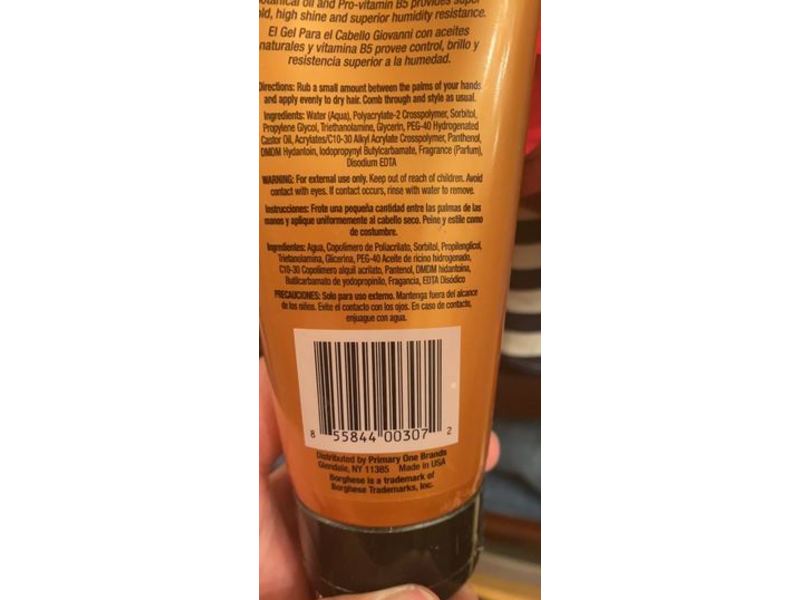 botanical oil and Pro-vitamin B5 provides super
hold, high shine and superior humidity resistance.
El Gel Para el Cabello Giovanni con aceites
naturales y vitamina B5 provee control, brillo y
resistencia superior a la humedad.
Directions: Rub a small amount between the palms of your hands
and apply evenly to dry hair. Comb through and style as usual.
Ingredients: Water (Aqua), Polyacrylate-2 Crosspolymer, Sorbitol,
Propylene Glycol, Triethanolamine, Glycerin, PEG-40 Hydrogenated
Castor Oil, Acrylates/C10-30 Alkyl Acrylate Crosspolymer, Panthenol,
DMDM Hydantoin, Iodopropynyl Butylcarbamate, Fragrance (Parfum),
Disodium EDTA
WARNING: For external use only. Keep out of reach of children. Avoid
contact with eyes. If contact occurs, rinse with water to remove.
Instrucciones: Frote una pequeña cantidad entre las palmas de las
manos y aplique uniformemente al cabello seco. Peine y estile como
de costumbre.
Ingredientes: Agua, Copolimero de Poliacrilato, Sorbitol, Propilenglicol,
Trietanolamina, Glicerina, PEG-40 Aceite de ricino hidrogenado,
C10-30 Copolimero alquil acrilato, Pantenol, DMDM hidantoina,
Butilcarbamato de yodopropinilo, Fragancia, EDTA Disódico
PRECAUCIONES: Solo para uso externo. Mantenga fuera del alcance
de los niños. Evite el contacto con los ojos. En caso de contacto,
enjuague con agua.
8 55844 00307 2
Distributed by Primary One Brands
Glendale, NY 11385 Made in USA
Borghese is a trademark of
Borghese Trademarks, Inc.